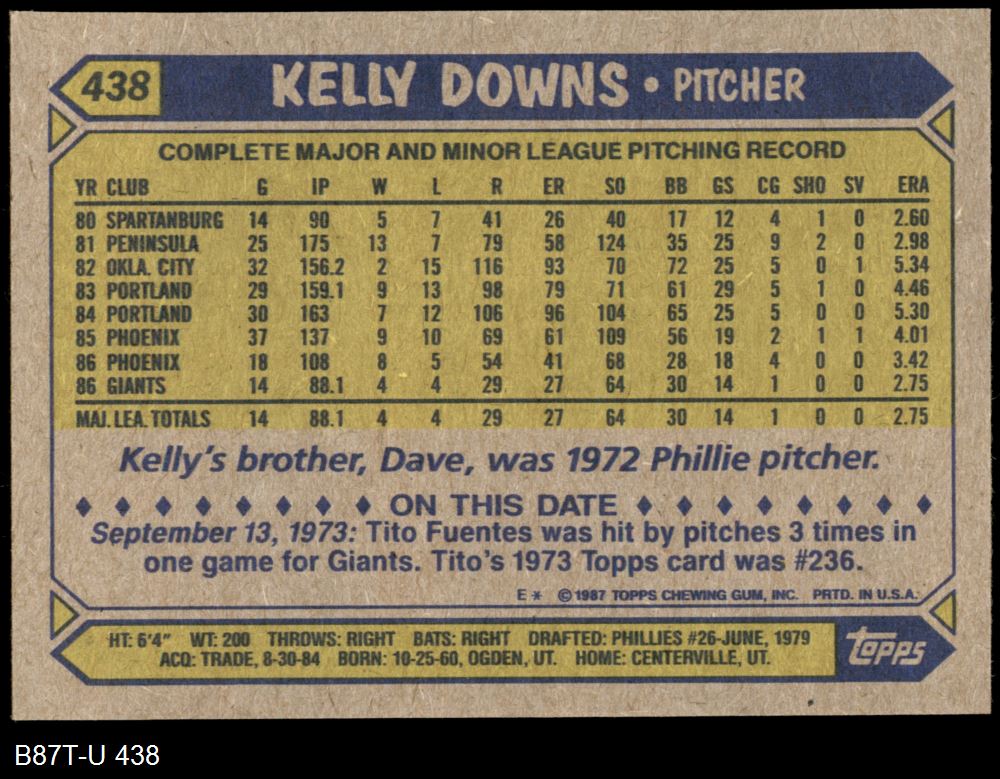 438 KELLY DOWNS • PITCHER
COMPLETE MAJOR AND MINOR LEAGUE PITCHING RECORD
YR CLUB G IP W L R ER SO BB GS CG SHO SV ERA
80 SPARTANBURG 14 90 5 7 41 26 40 17 12 4 1 0 2.60
81 PENINSULA 25 175 13 7 79 58 124 35 25 9 2 0 2.98
82 OKLA. CITY 32 156.2 2 15 116 93 70 72 25 5 0 1 5.34
83 PORTLAND 29 159.1 9 13 98 79 71 61 29 5 1 0 4.46
84 PORTLAND 30 163 7 12 106 96 104 65 25 5 0 0 5.30
85 PHOENIX 37 137 9 10 69 61 109 56 19 2 1 1 4.01
86 PHOENIX 18 108 8 5 54 41 68 28 18 4 0 0 3.42
86 GIANTS 14 88.1 4 4 29 27 64 30 14 1 0 0 2.75
MAJ. LEA. TOTALS 14 88.1 4 4 29 27 64 30 14 1 0 0 2.75
Kelly's brother, Dave, was 1972 Phillie pitcher.
♦ ♦ ♦ ♦ ♦ ♦ ♦ ♦ ON THIS DATE ♦ ♦ ♦ ♦ ♦ ♦ ♦ ♦
September 13, 1973: Tito Fuentes was hit by pitches 3 times in
one game for Giants. Tito's 1973 Topps card was #236.
E * © 1987 TOPPS CHEWING GUM, INC. PRTD. IN U.S.A.
HT: 6'4" WT: 200 THROWS: RIGHT BATS: RIGHT DRAFTED: PHILLIES #26-JUNE, 1979
ACQ: TRADE, 8-30-84 BORN: 10-25-60, OGDEN, UT. HOME: CENTERVILLE, UT.
topps
B87T-U 438